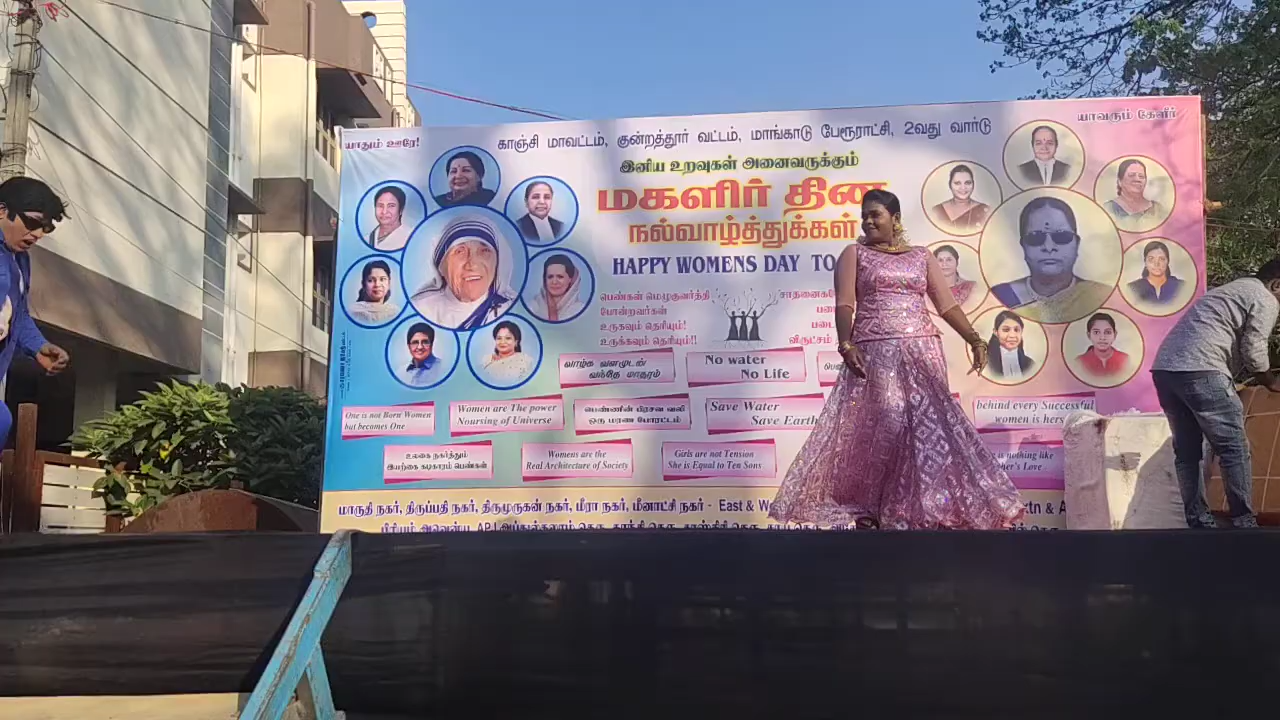 யாதும் ஊரே!
யாவரும் கேளீர்
காஞ்சி மாவட்டம், குன்றத்தூர் வட்டம், மாங்காடு பேரூராட்சி, 2வது வார்டு
இனிய உறவுகள் அனைவருக்கும்
மகளிர் தின
நல்வாழ்த்துக்கள்
HAPPY WOMENS DAY TO
பெண்கள் மெழுகுவர்த்தி
போன்றவர்கள்
உருகவும் தெரியும்!
உருக்கவும் தெரியும்!!
வாழ்க வளமுடன்
வந்தே மாதரம்
No water
No Life
One is not Born Women
but becomes One
Women are The power
Noursing of Universe
பெண்ணின் பிரசவ வலி
ஒரு மரண போராட்டம்
Save Water
Save Earth
behind every Successful
women is hers
உலகை நகர்த்தும்
இயற்கை கடிகாரம் பெண்கள்
Womens are the
Real Architecture of Society
Girls are not Tension
She is Equal to Ten Sons
is nothing like
Love
மாருதி நகர், திருப்பதி நகர், திருமுருகன் நகர், மீரா நகர், மீனாட்சி நகர் - East &